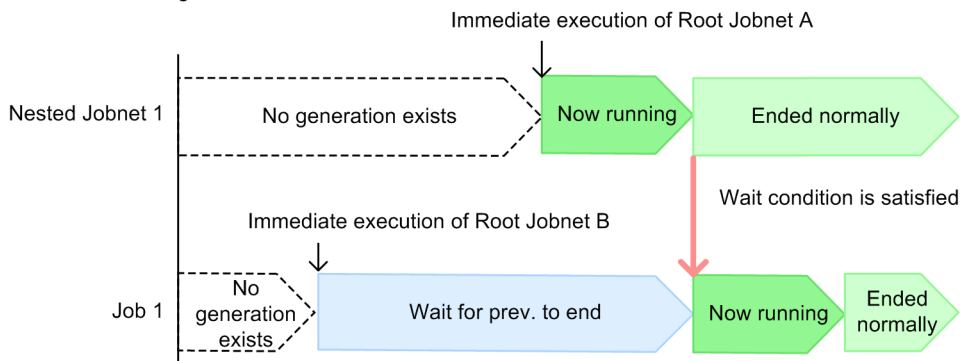 Immediate execution of Root Jobnet A
Nested Jobnet 1
No generation exists
Now running
Ended normally
Wait condition is satisfied
Immediate execution of Root Jobnet B
Job 1
No
generation
exists
Wait for prev. to end
Now running
Ended
normally